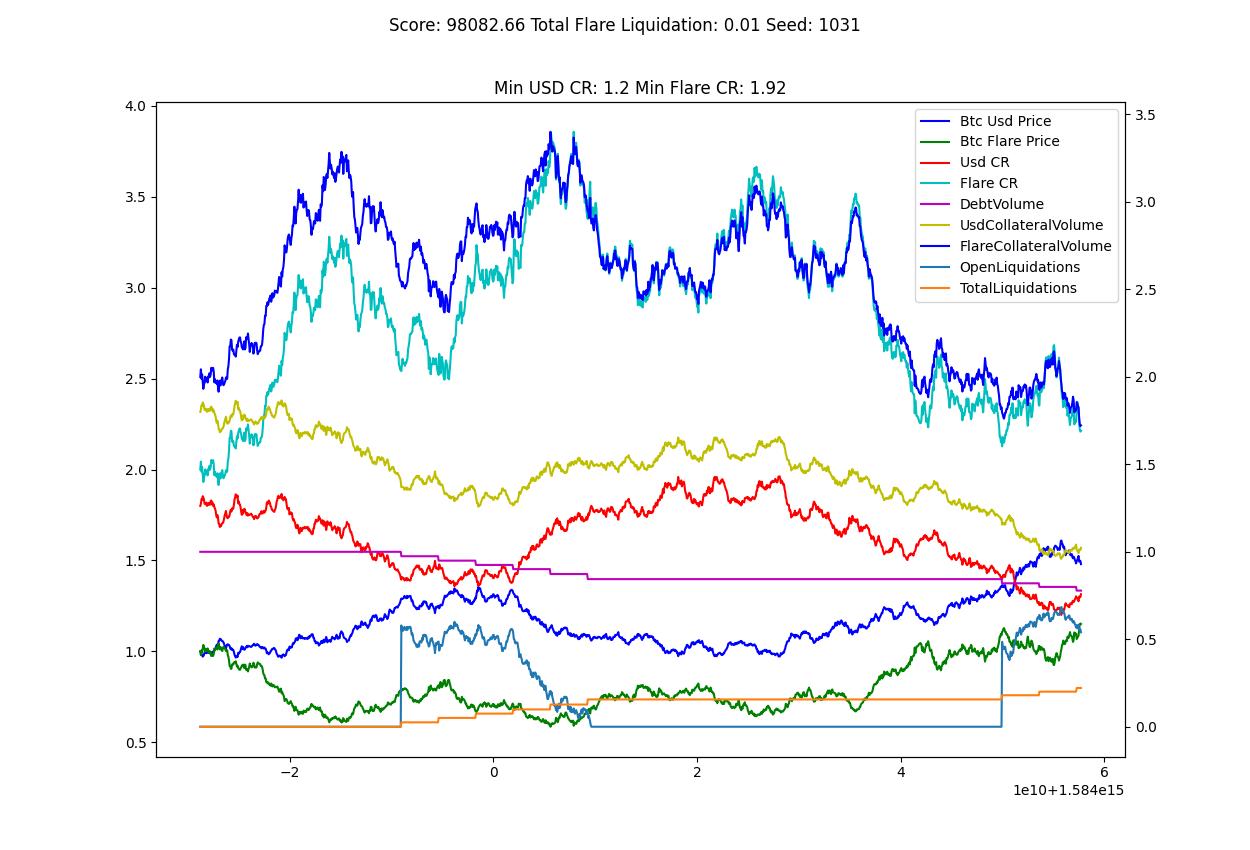 Score: 98082.66 Total Flare Liquidation: 0.01 Seed: 1031
Min USD CR: 1.2 Min Flare CR: 1.92
4.0
3.5
3.0
2.5
2.0
1.5
1.0
0.5
3.5
3.0
2.5
2.0
1.5
1.0
0.5
0.0
Btc Usd Price
Btc Flare Price
Usd CR
Flare CR
DebtVolume
UsdCollateralVolume
FlareCollateralVolume
OpenLiquidations
TotalLiquidations
−2 0 2 4 6
1e10+1.584e15